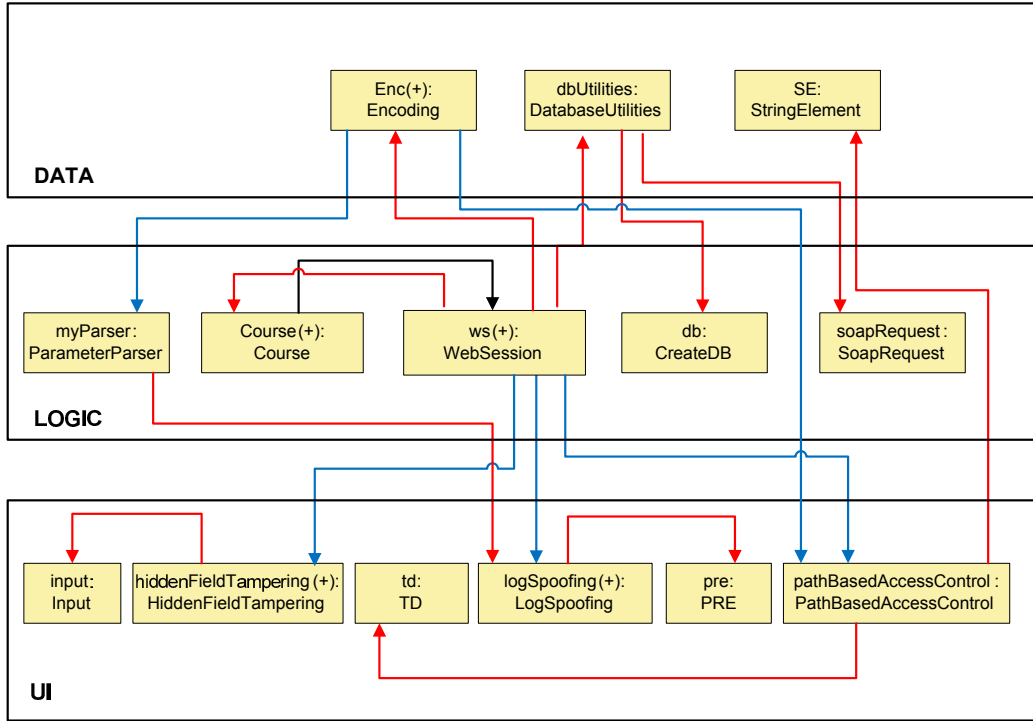 Enc(+):
Encoding
dbUtilities:
DatabaseUtilities
SE:
StringElement
DATA
myParser:
ParameterParser
Course(+):
Course
ws(+):
WebSession
db:
CreateDB
soapRequest:
SoapRequest
LOGIC
input:
Input
hiddenFieldTampering(+):
HiddenFieldTampering
td:
TD
logSpoofing(+):
LogSpoofing
pre:
PRE
pathBasedAccessControl:
PathBasedAccessControl
UI